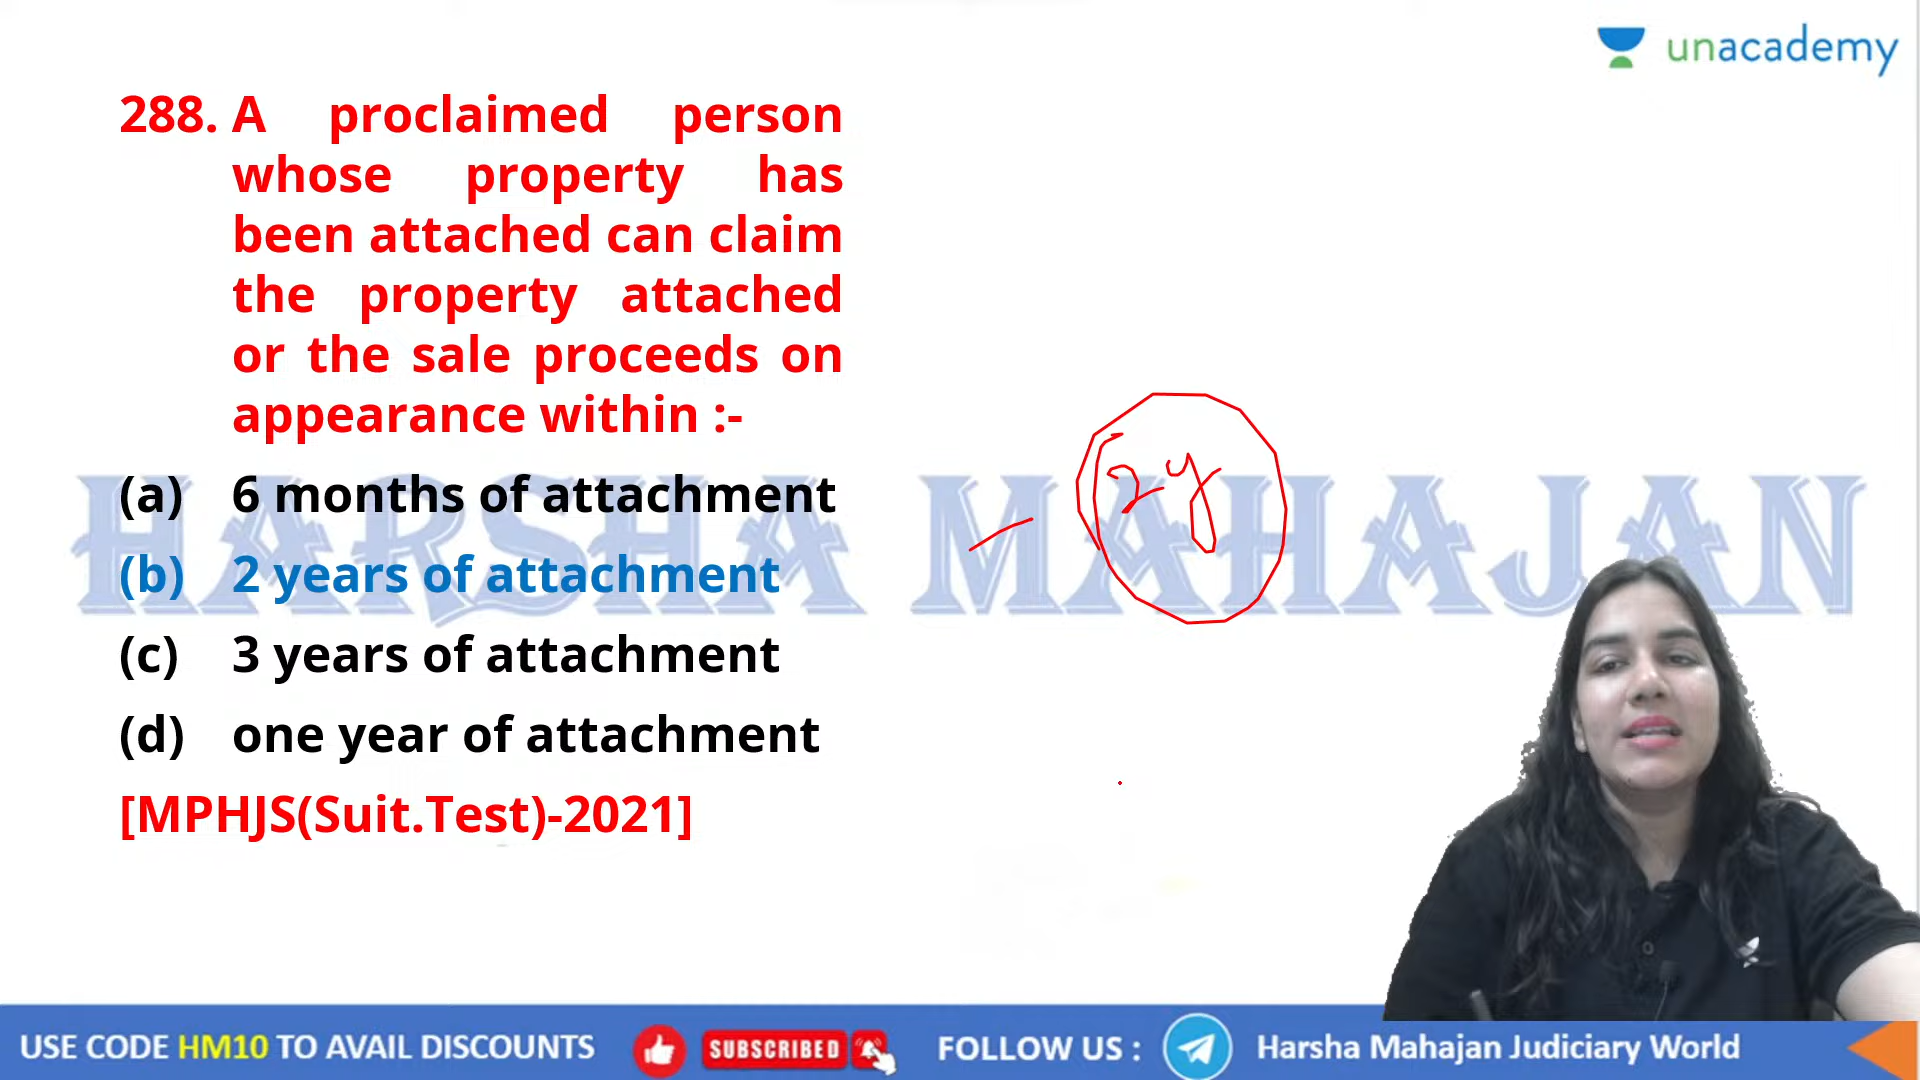 unacademy
288. A proclaimed person
whose property has
been attached can claim
the property attached
or the sale proceeds on
appearance within :-
(a) 6 months of attachment
(b) 2 years of attachment
(c) 3 years of attachment
(d) one year of attachment
[MPHJS(Suit.Test)-2021]
HARSHA MAHAJAN
2y
USE CODE HM10 TO AVAIL DISCOUNTS
SUBSCRIBED
FOLLOW US :
Harsha Mahajan Judiciary World